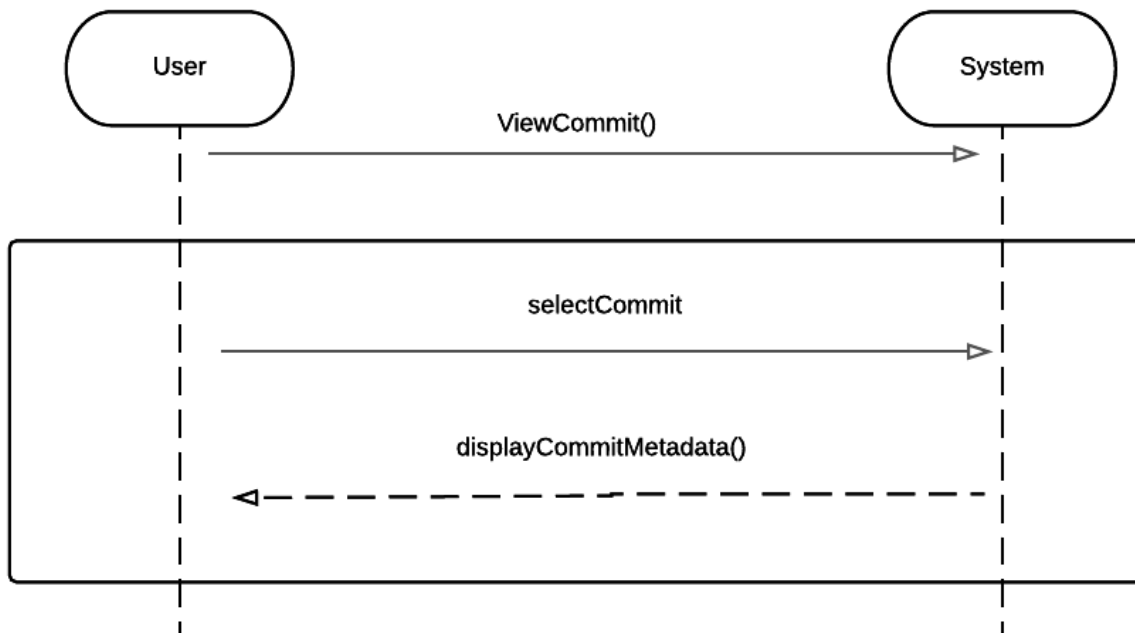 User
System
ViewCommit()
selectCommit
displayCommitMetadata()